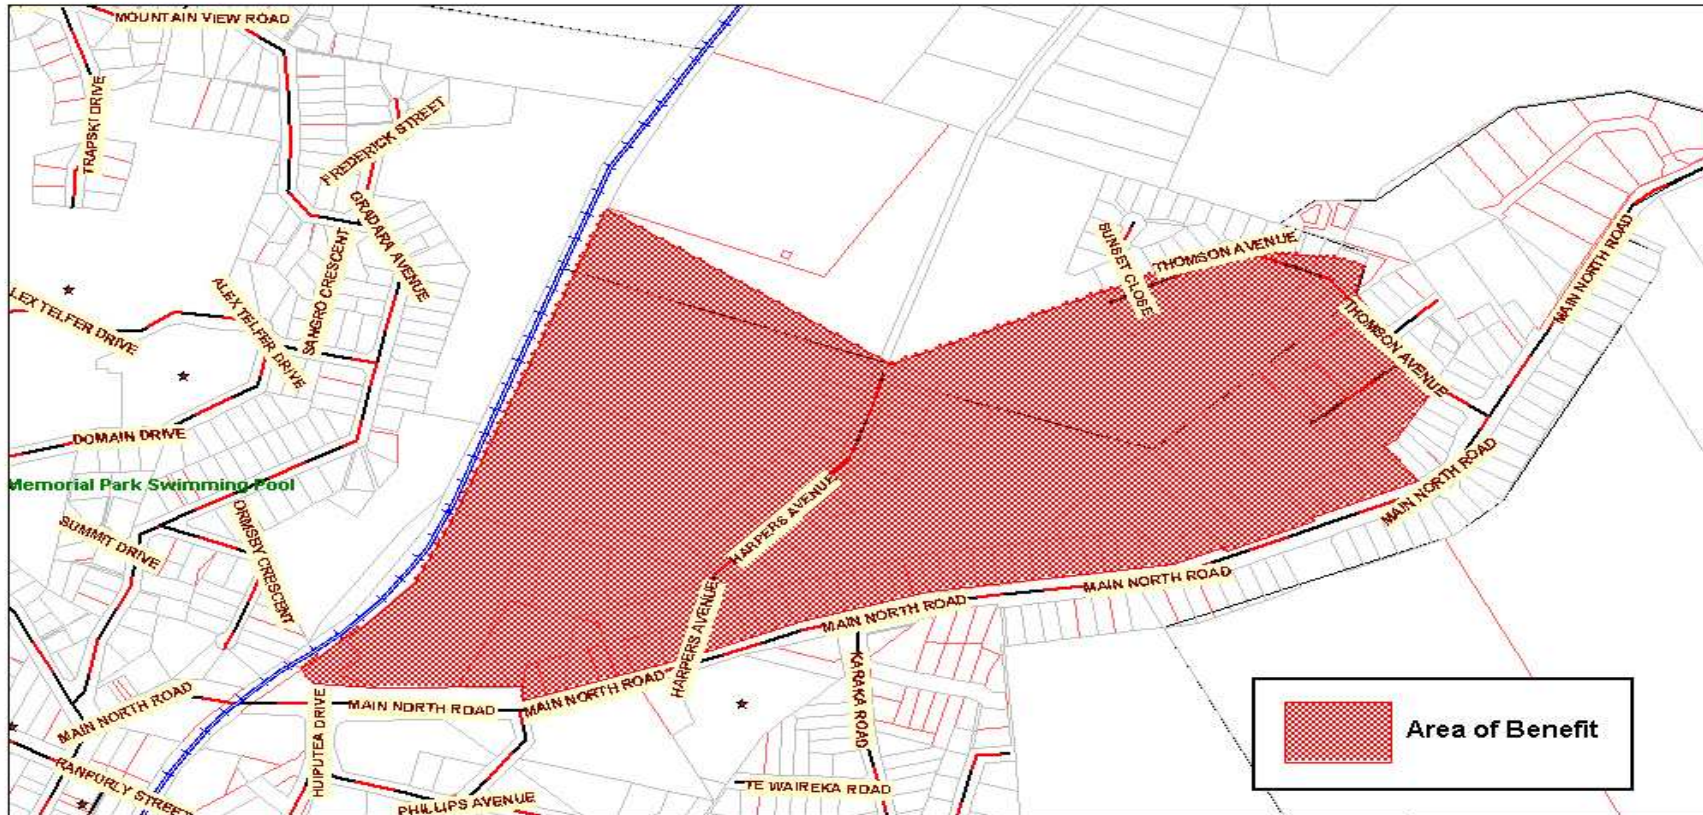 MOUNTAIN VIEW ROAD
TRAPSKI DRIVE
FREDERICK STREET
GRADARA AVENUE
SANGRO CRESCENT
ALEX TELFER DRIVE
LEX TELFER DRIVE
DOMAIN DRIVE
Memorial Park Swimming Pool
SUMMIT DRIVE
ORMSBY CRESCENT
MAIN NORTH ROAD
RANFURLY STREET
HUIPUTEA DRIVE
MAIN NORTH ROAD
PHILLIPS AVENUE
MAIN NORTH ROAD
HARPERS AVENUE
HARPERS AVENUE
MAIN NORTH ROAD
KARAKA ROAD
TE WAIREKA ROAD
MAIN NORTH ROAD
MAIN NORTH ROAD
SUNSET CLOSE
THOMSON AVENUE
THOMSON AVENUE
MAIN NORTH ROAD
Area of Benefit